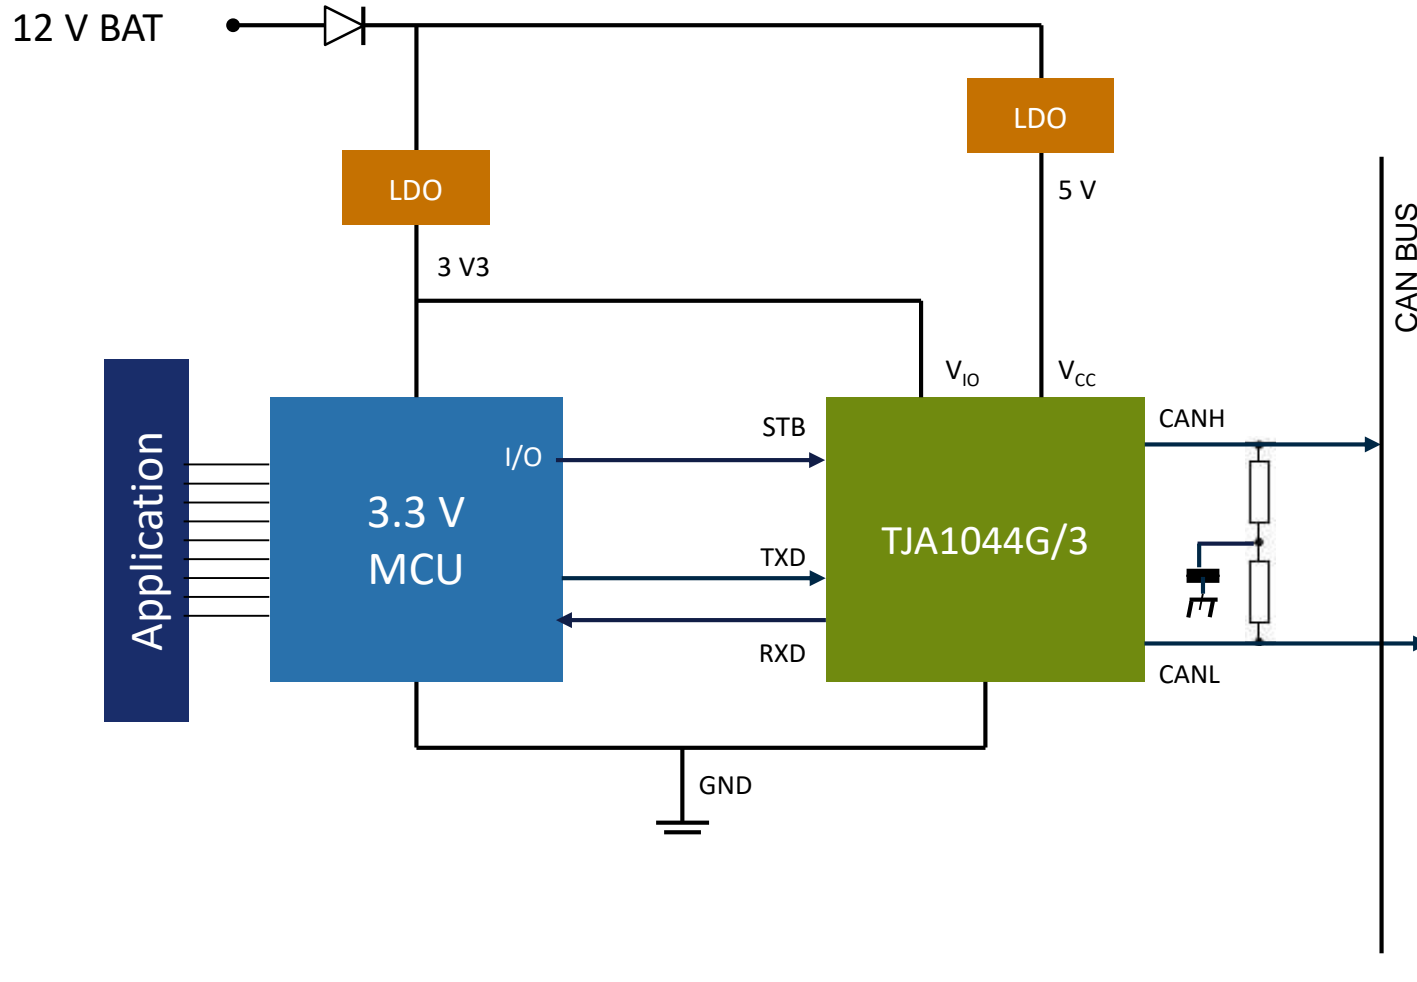 12 V BAT
LDO
5 V
CAN BUS
LDO
3 V3
VIO
VCC
STB
CANH
I/O
Application
3.3 V
MCU
TJA1044G/3
TXD
RXD
CANL
GND